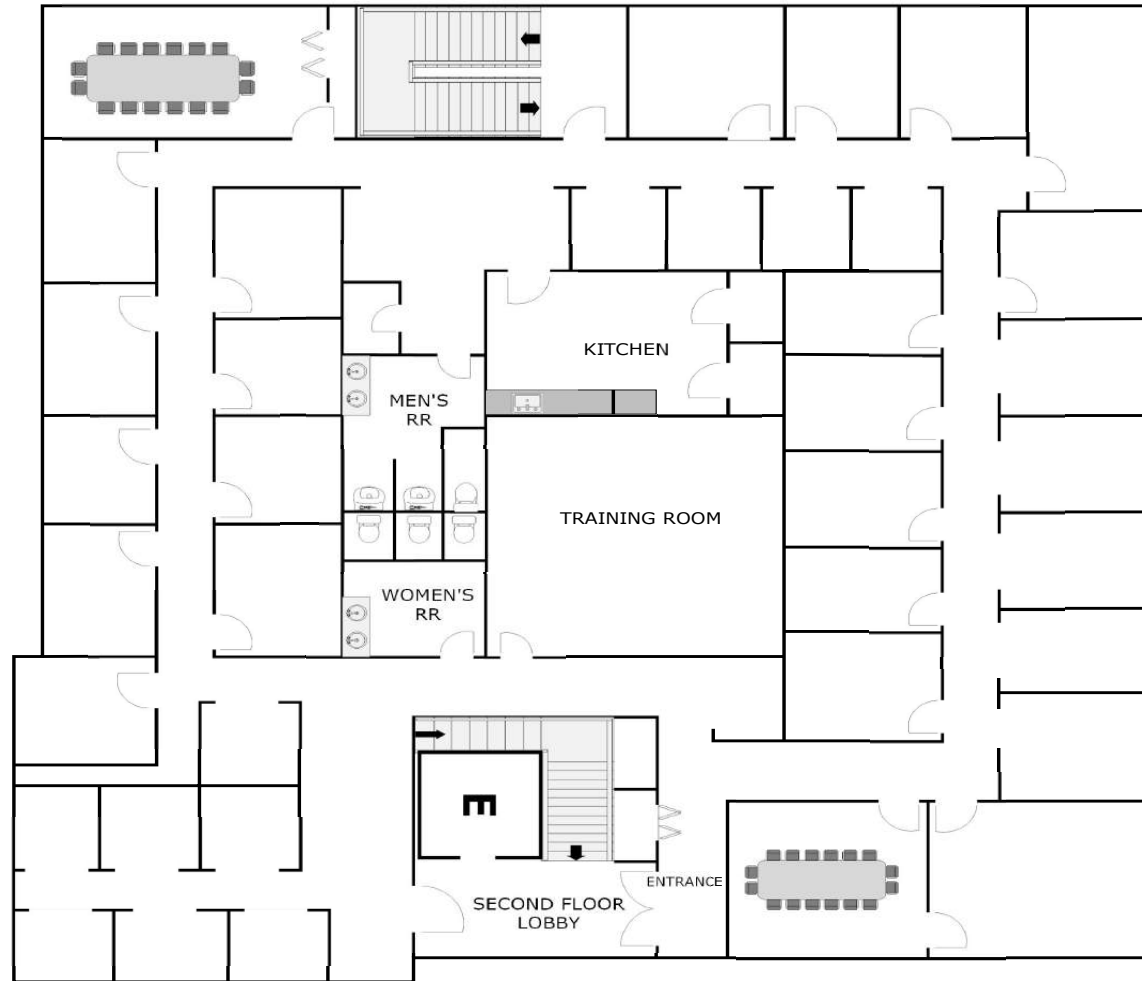 KITCHEN
MEN'S
RR
TRAINING ROOM
WOMEN'S
RR
E
ENTRANCE
SECOND FLOOR
LOBBY